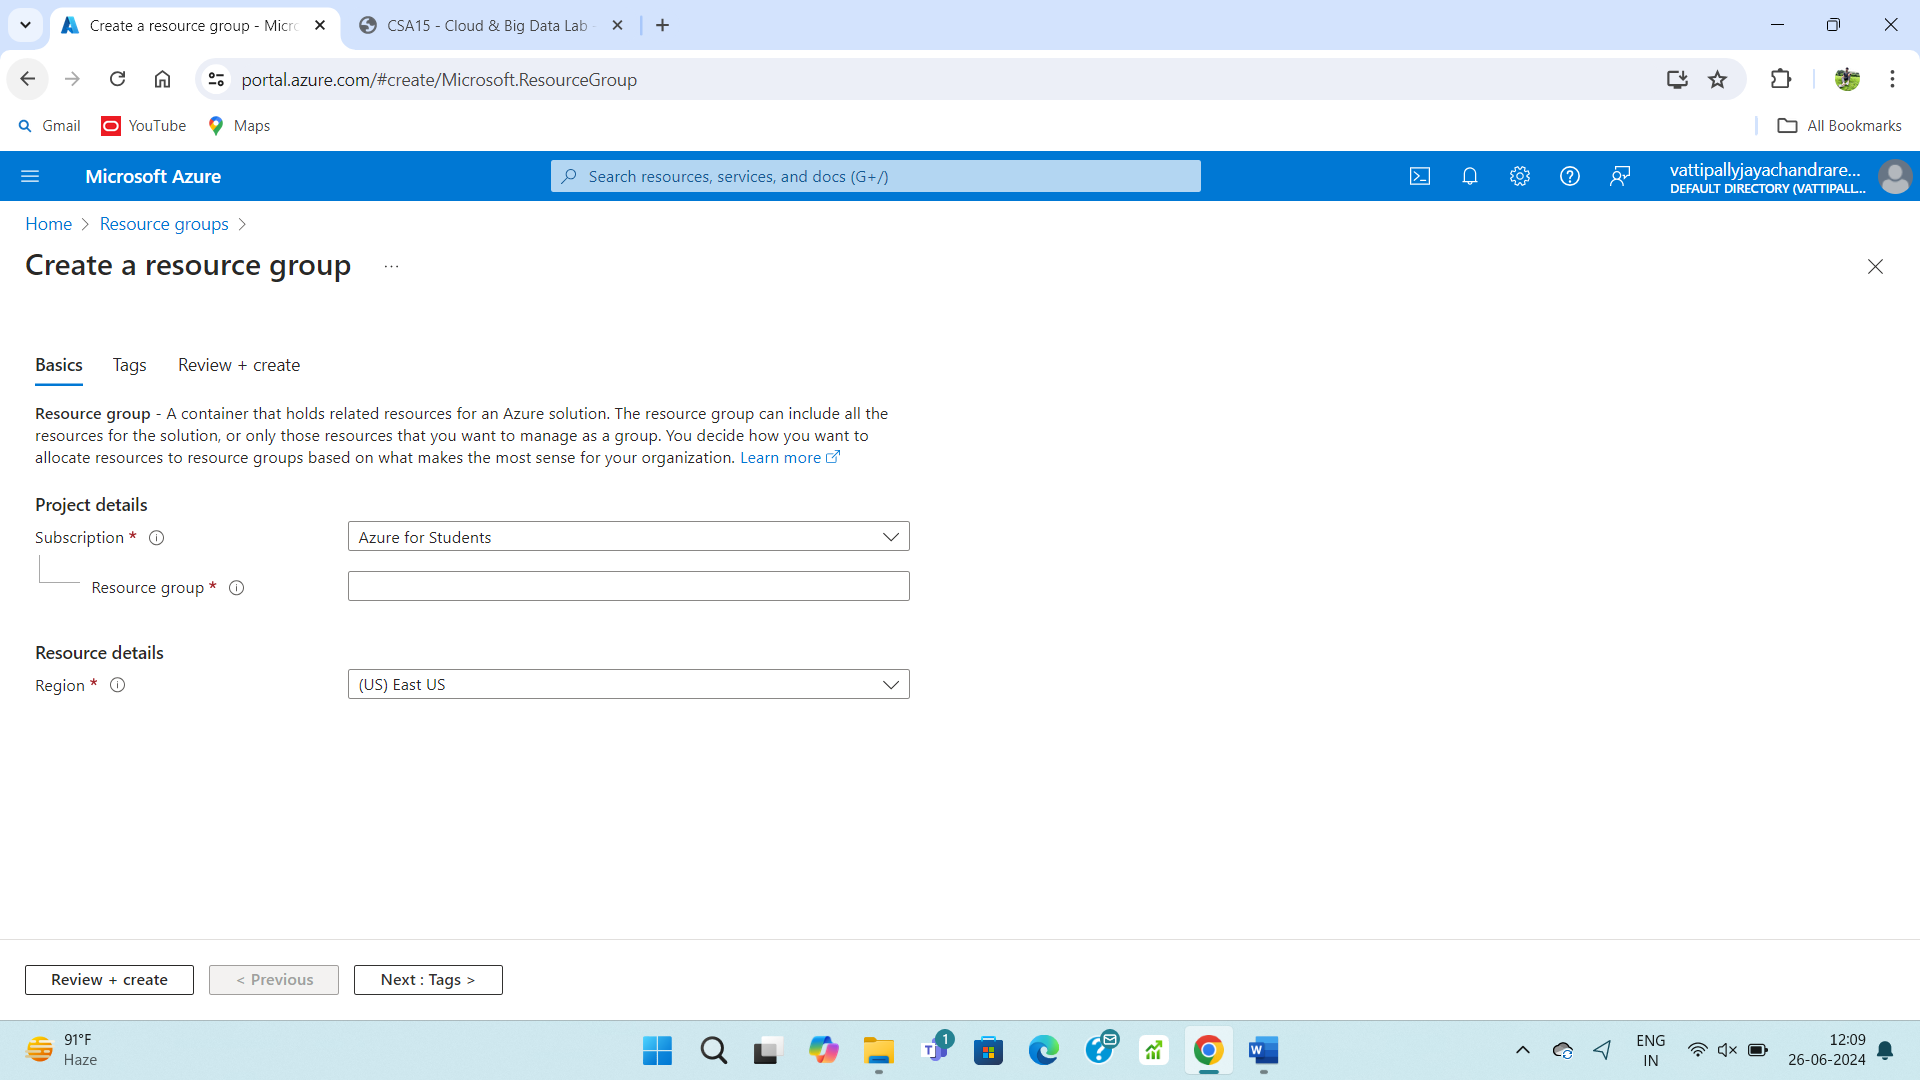 Create a resource group - Micr
CSA15 - Cloud & Big Data Lab -
portal.azure.com/#create/Microsoft.ResourceGroup
Gmail
YouTube
Maps
All Bookmarks
Microsoft Azure
Search resources, services, and docs (G+/)
vattipallyjayachandrare...
DEFAULT DIRECTORY (VATTIPALL...
Home > Resource groups >
Create a resource group ...
Basics Tags Review + create
Resource group - A container that holds related resources for an Azure solution. The resource group can include all the
resources for the solution, or only those resources that you want to manage as a group. You decide how you want to
allocate resources to resource groups based on what makes the most sense for your organization. Learn more
Project details
Subscription *
Azure for Students
Resource group *
Resource details
Region *
(US) East US
Review + create
< Previous
Next : Tags >
91°F
Haze
1
ENG
IN
12:09
26-06-2024